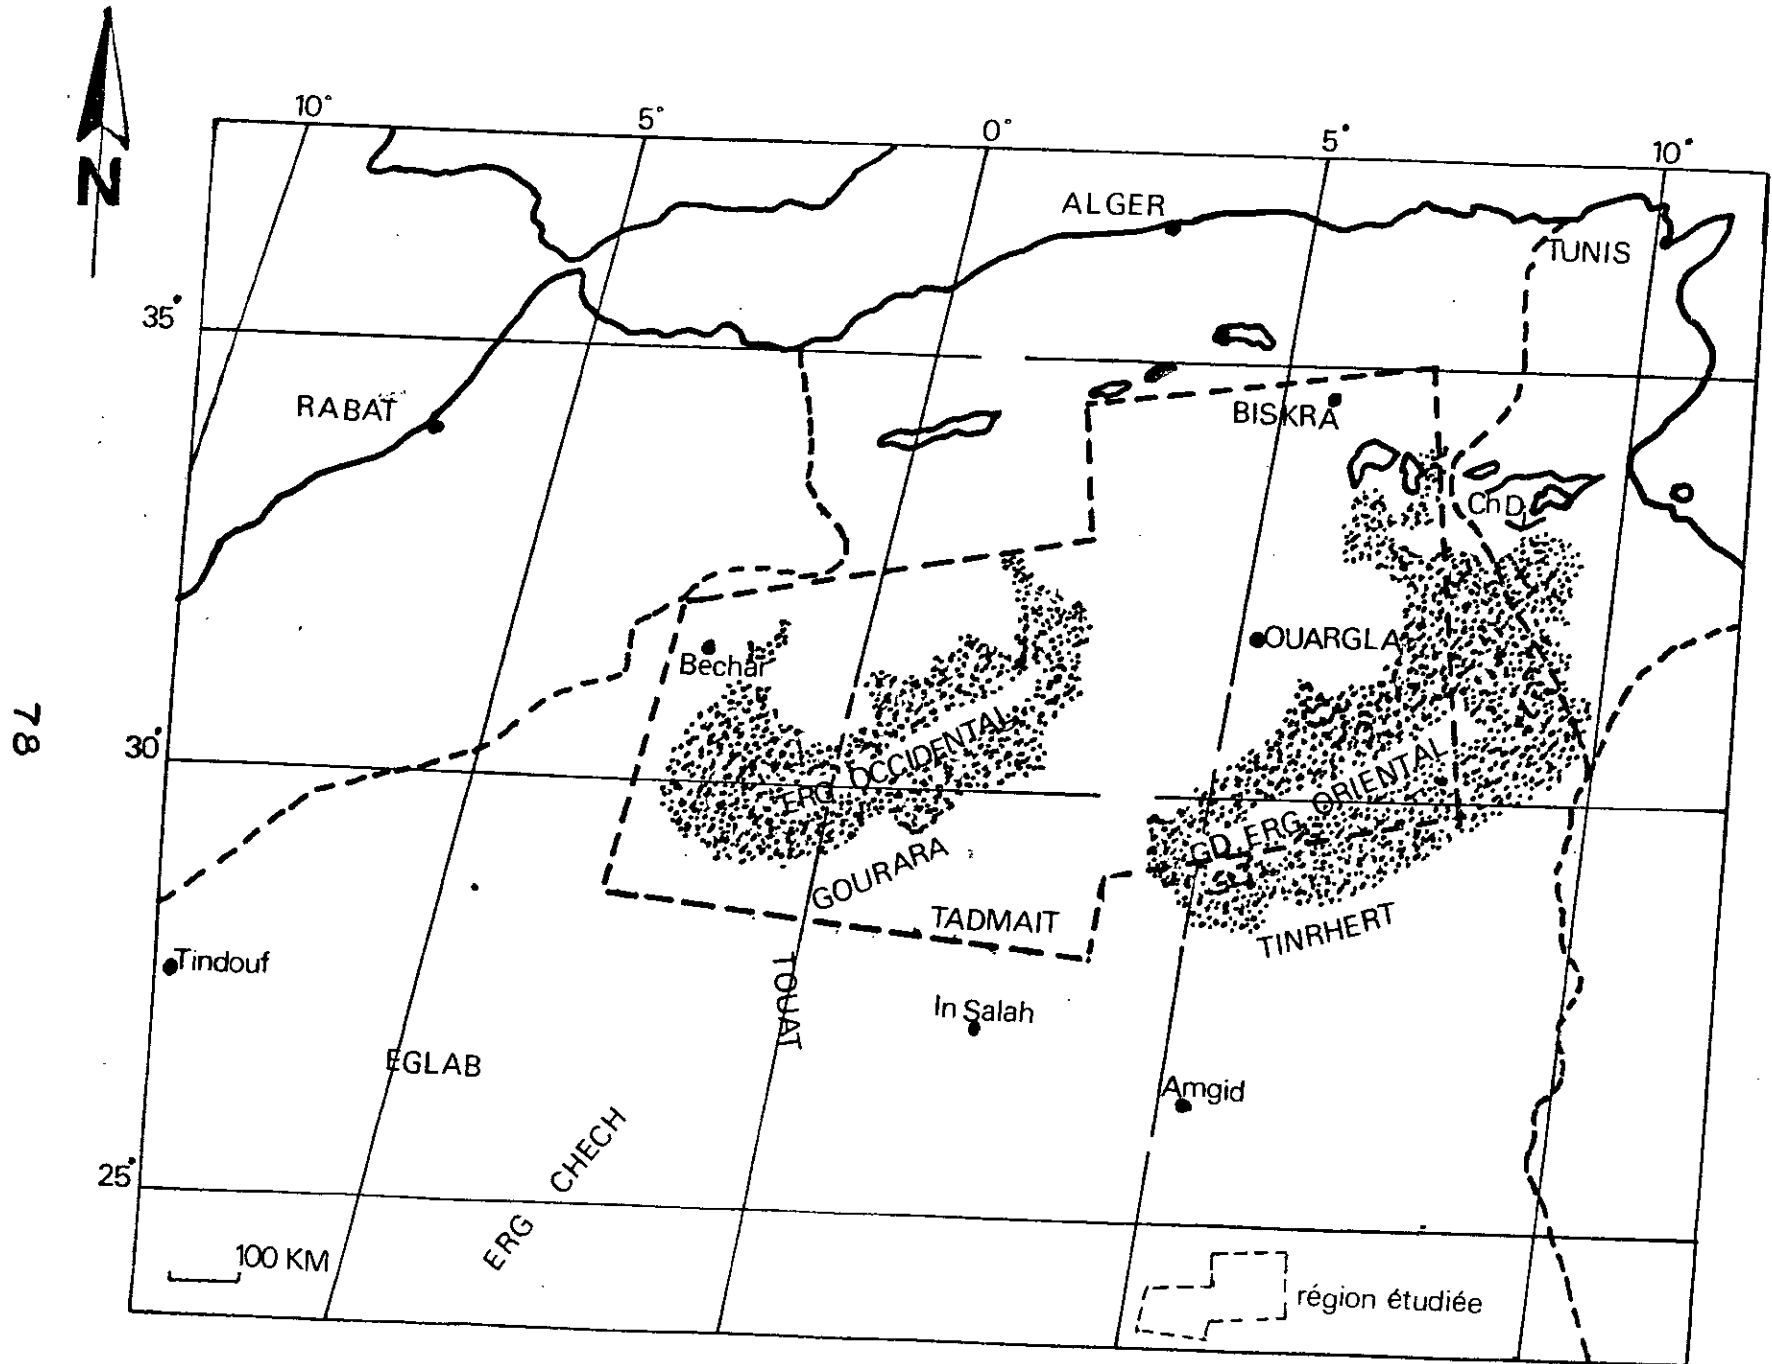 10°
5°
0°
5°
10°
N
ALGER
TUNIS
35°
RABAT
BISKRA
Ch D
OUARGLA
Bechar
78
30°
ERG OCCIDENTAL
GD ERG ORIENTAL
GOURARA
TADMAIT
TINRHERT
Tindouf
TOUAT
In Salah
EGLAB
Amgid
25°
ERG CHECH
100 KM
région étudiée